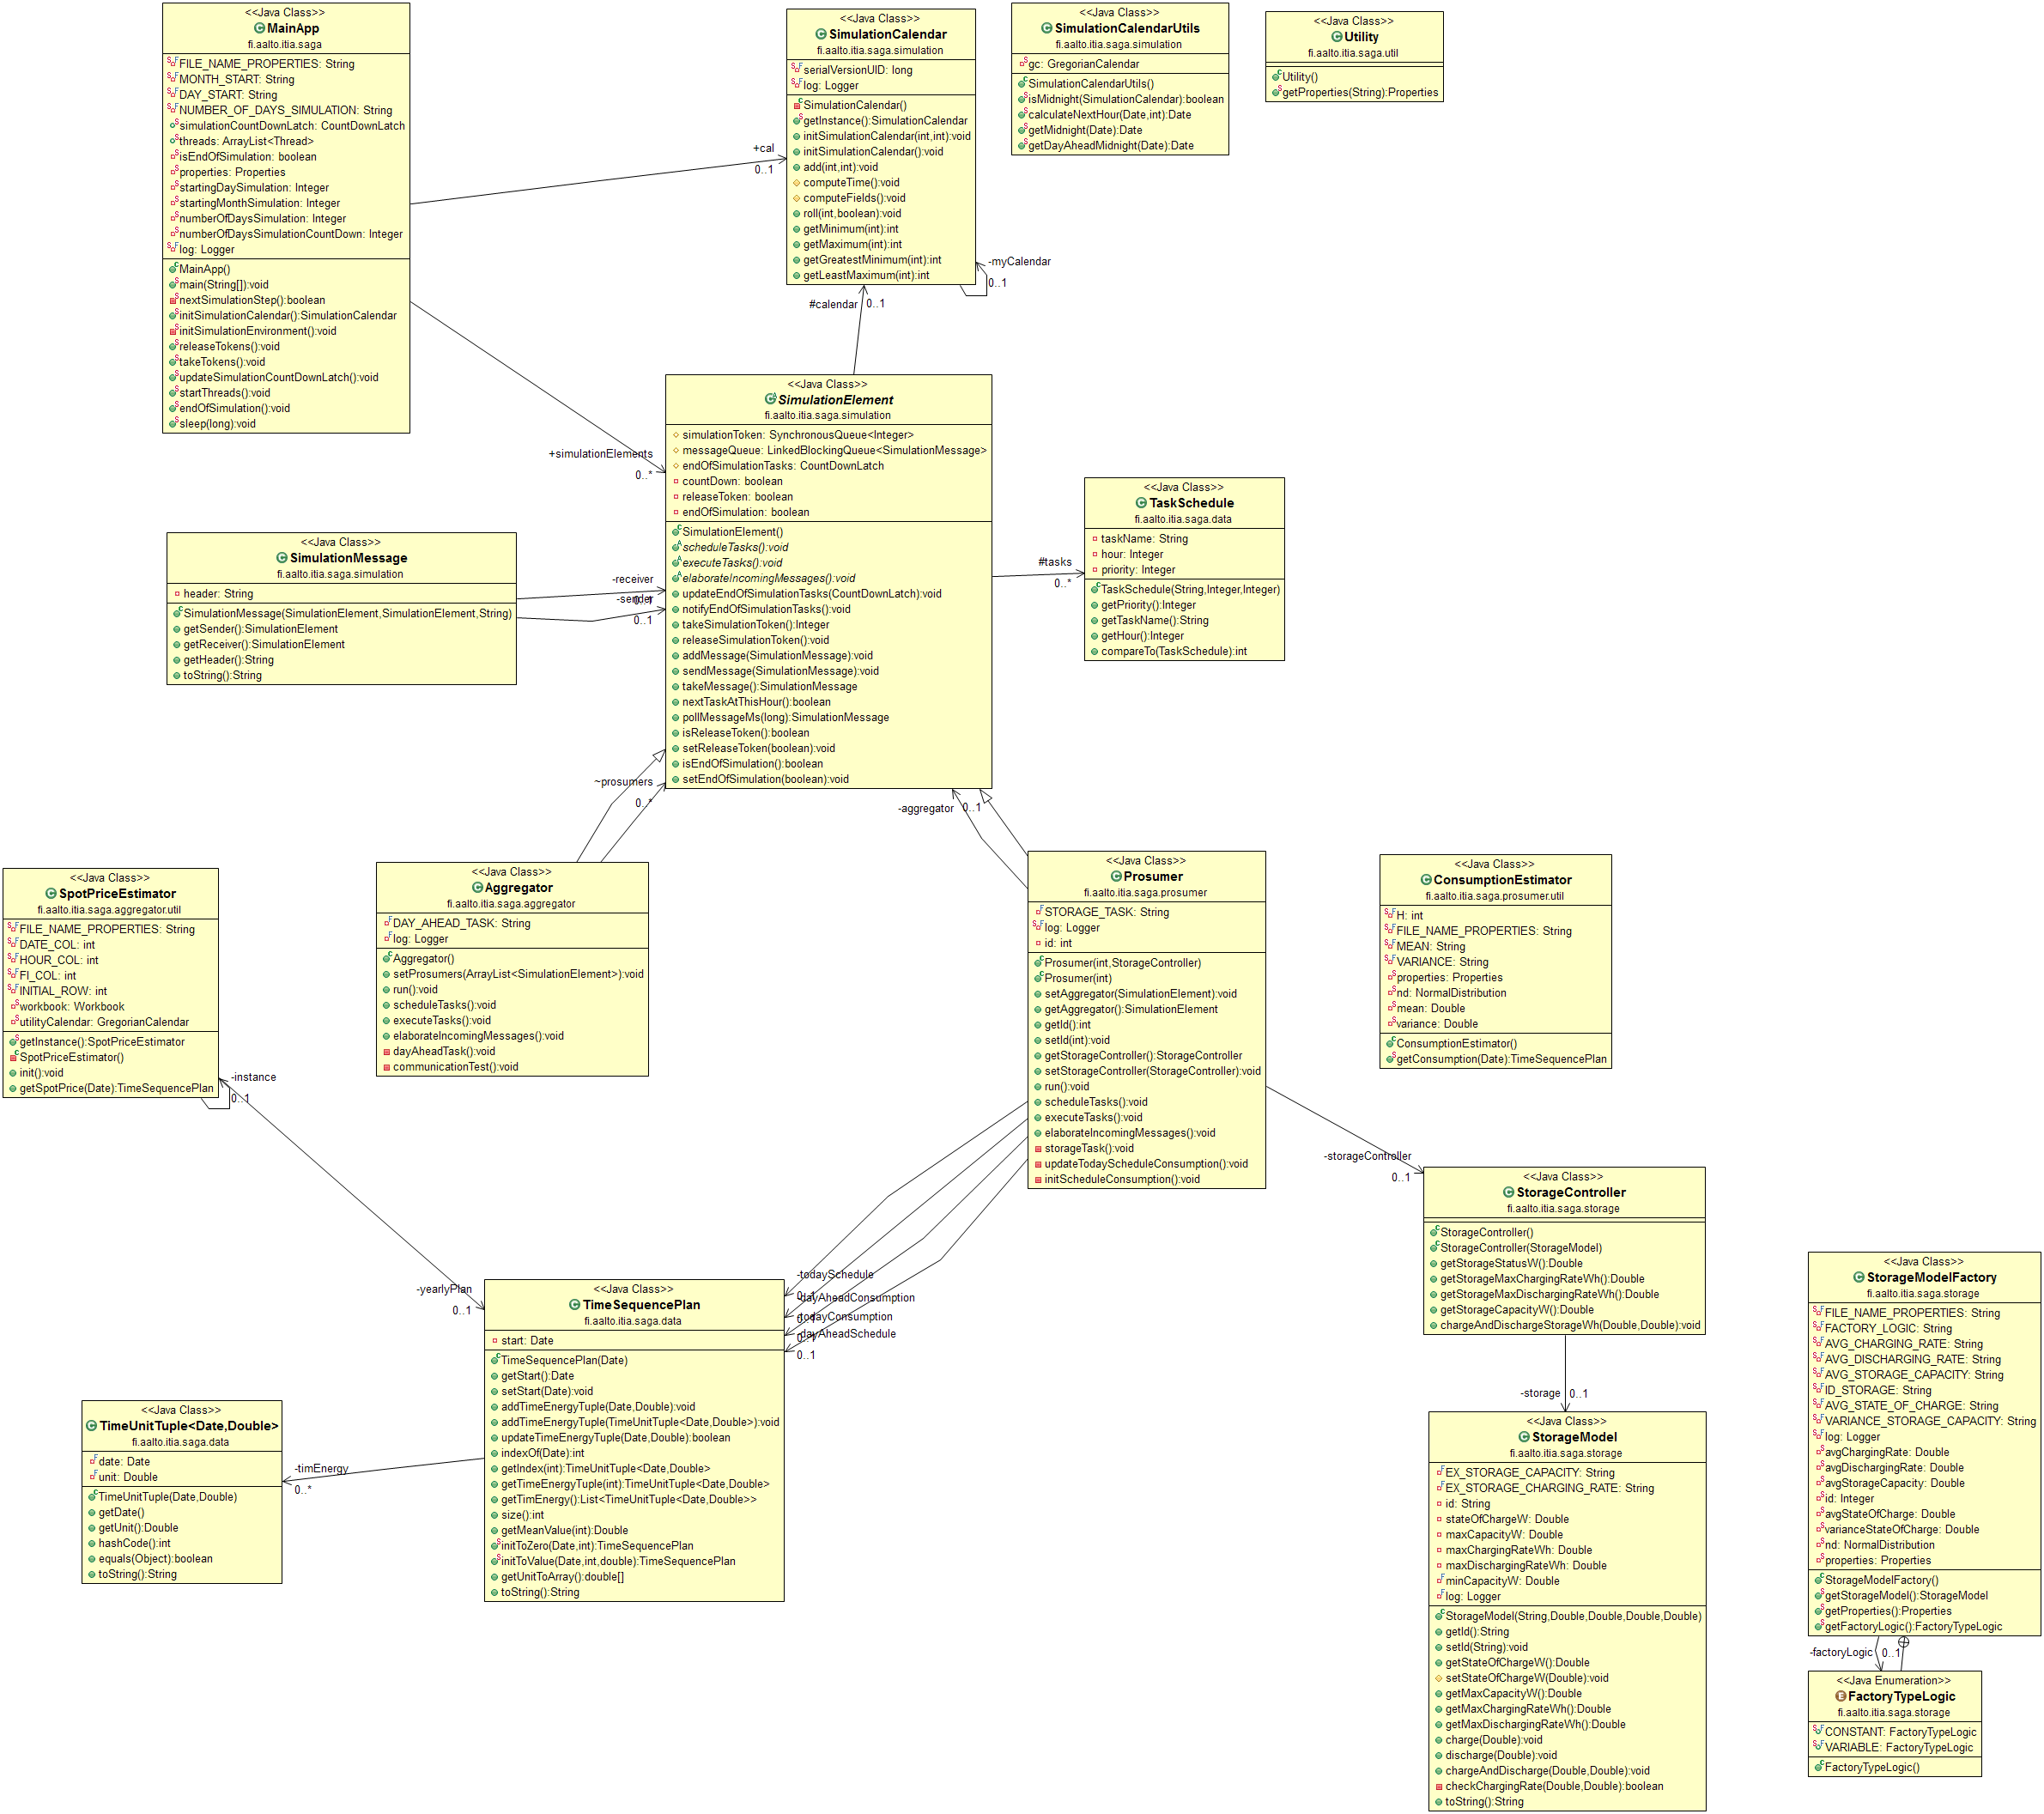 <<Java Class>>
MainApp
fi.aalto.itia.saga
FILE_NAME_PROPERTIES: String
MONTH_START: String
DAY_START: String
NUMBER_OF_DAYS_SIMULATION: String
simulationCountDownLatch: CountDownLatch
threads: ArrayList<Thread>
isEndOfSimulation: boolean
properties: Properties
startingDaySimulation: Integer
startingMonthSimulation: Integer
numberOfDaysSimulation: Integer
numberOfDaysSimulationCountDown: Integer
log: Logger
MainApp()
main(String[]):void
nextSimulationStep():boolean
initSimulationCalendar():SimulationCalendar
initSimulationEnvironment():void
releaseTokens():void
takeTokens():void
updateSimulationCountDownLatch():void
startThreads():void
endOfSimulation():void
sleep(long):void
+cal
0..1
<<Java Class>>
SimulationCalendar
fi.aalto.itia.saga.simulation
serialVersionUID: long
log: Logger
SimulationCalendar()
getInstance():SimulationCalendar
initSimulationCalendar(int,int):void
initSimulationCalendar():void
add(int,int):void
computeTime():void
computeFields():void
roll(int,boolean):void
getMinimum(int):int
getMaximum(int):int
getGreatestMinimum(int):int
getLeastMaximum(int):int
-myCalendar
0..1
#calendar
0..1
<<Java Class>>
SimulationCalendarUtils
fi.aalto.itia.saga.simulation
gc: GregorianCalendar
SimulationCalendarUtils()
isMidnight(SimulationCalendar):boolean
calculateNextHour(Date,int):Date
getMidnight(Date):Date
getDayAheadMidnight(Date):Date
<<Java Class>>
Utility
fi.aalto.itia.saga.util
Utility()
getProperties(String):Properties
+simulationElements
0..*
<<Java Class>>
SimulationElement
fi.aalto.itia.saga.simulation
simulationToken: SynchronousQueue<Integer>
messageQueue: LinkedBlockingQueue<SimulationMessage>
endOfSimulationTasks: CountDownLatch
countDown: boolean
releaseToken: boolean
endOfSimulation: boolean
SimulationElement()
scheduleTasks():void
executeTasks():void
elaborateIncomingMessages():void
updateEndOfSimulationTasks(CountDownLatch):void
notifyEndOfSimulationTasks():void
takeSimulationToken():Integer
releaseSimulationToken():void
addMessage(SimulationMessage):void
sendMessage(SimulationMessage):void
takeMessage():SimulationMessage
nextTaskAtThisHour():boolean
pollMessageMs(long):SimulationMessage
isReleaseToken():boolean
setReleaseToken(boolean):void
isEndOfSimulation():boolean
setEndOfSimulation(boolean):void
<<Java Class>>
SimulationMessage
fi.aalto.itia.saga.simulation
header: String
SimulationMessage(SimulationElement,SimulationElement,String)
getSender():SimulationElement
getReceiver():SimulationElement
getHeader():String
toString():String
-receiver
0..1
-sender
0..1
#tasks
0..*
<<Java Class>>
TaskSchedule
fi.aalto.itia.saga.data
taskName: String
hour: Integer
priority: Integer
TaskSchedule(String,Integer,Integer)
getPriority():Integer
getTaskName():String
getHour():Integer
compareTo(TaskSchedule):int
~prosumers
0..*
-aggregator
0..1
<<Java Class>>
SpotPriceEstimator
fi.aalto.itia.saga.aggregator.util
FILE_NAME_PROPERTIES: String
DATE_COL: int
HOUR_COL: int
FI_COL: int
INITIAL_ROW: int
workbook: Workbook
utilityCalendar: GregorianCalendar
getInstance():SpotPriceEstimator
SpotPriceEstimator()
init():void
getSpotPrice(Date):TimeSequencePlan
-instance
0..1
<<Java Class>>
Aggregator
fi.aalto.itia.saga.aggregator
DAY_AHEAD_TASK: String
log: Logger
Aggregator()
setProsumers(ArrayList<SimulationElement>):void
run():void
scheduleTasks():void
executeTasks():void
elaborateIncomingMessages():void
dayAheadTask():void
communicationTest():void
<<Java Class>>
Prosumer
fi.aalto.itia.saga.prosumer
STORAGE_TASK: String
log: Logger
id: int
Prosumer(int,StorageController)
Prosumer(int)
setAggregator(SimulationElement):void
getAggregator():SimulationElement
getId():int
setId(int):void
getStorageController():StorageController
setStorageController(StorageController):void
run():void
scheduleTasks():void
executeTasks():void
elaborateIncomingMessages():void
storageTask():void
updateTodayScheduleConsumption():void
initScheduleConsumption():void
<<Java Class>>
ConsumptionEstimator
fi.aalto.itia.saga.prosumer.util
H: int
FILE_NAME_PROPERTIES: String
MEAN: String
VARIANCE: String
properties: Properties
nd: NormalDistribution
mean: Double
variance: Double
ConsumptionEstimator()
getConsumption(Date):TimeSequencePlan
-storageController
0..1
<<Java Class>>
StorageController
fi.aalto.itia.saga.storage
StorageController()
StorageController(StorageModel)
getStorageStatusW():Double
getStorageMaxChargingRateWh():Double
getStorageMaxDischargingRateWh():Double
getStorageCapacityW():Double
chargeAndDischargeStorageWh(Double,Double):void
-storage
0..1
-yearlyPlan
0..1
<<Java Class>>
TimeSequencePlan
fi.aalto.itia.saga.data
start: Date
TimeSequencePlan(Date)
getStart():Date
setStart(Date):void
addTimeEnergyTuple(Date,Double):void
addTimeEnergyTuple(TimeUnitTuple<Date,Double>):void
updateTimeEnergyTuple(Date,Double):boolean
indexOf(Date):int
getIndex(int):TimeUnitTuple<Date,Double>
getTimeEnergyTuple(int):TimeUnitTuple<Date,Double>
getTimEnergy():List<TimeUnitTuple<Date,Double>>
size():int
getMeanValue(int):Double
initToZero(Date,int):TimeSequencePlan
initToValue(Date,int,double):TimeSequencePlan
getUnitToArray():double[]
toString():String
-todaySchedule
0..1
-dayAheadConsumption
0..1
-todayConsumption
0..1
-dayAheadSchedule
0..1
<<Java Class>>
TimeUnitTuple<Date,Double>
fi.aalto.itia.saga.data
date: Date
unit: Double
TimeUnitTuple(Date,Double)
getDate()
getUnit():Double
hashCode():int
equals(Object):boolean
toString():String
-timEnergy
0..*
<<Java Class>>
StorageModel
fi.aalto.itia.saga.storage
EX_STORAGE_CAPACITY: String
EX_STORAGE_CHARGING_RATE: String
id: String
stateOfChargeW: Double
maxCapacityW: Double
maxChargingRateWh: Double
maxDischargingRateWh: Double
minCapacityW: Double
log: Logger
StorageModel(String,Double,Double,Double,Double)
getId():String
setId(String):void
getStateOfChargeW():Double
setStateOfChargeW(Double):void
getMaxCapacityW():Double
getMaxChargingRateWh():Double
getMaxDischargingRateWh():Double
charge(Double):void
discharge(Double):void
chargeAndDischarge(Double,Double):void
checkChargingRate(Double,Double):boolean
toString():String
<<Java Class>>
StorageModelFactory
fi.aalto.itia.saga.storage
FILE_NAME_PROPERTIES: String
FACTORY_LOGIC: String
AVG_CHARGING_RATE: String
AVG_DISCHARGING_RATE: String
AVG_STORAGE_CAPACITY: String
ID_STORAGE: String
AVG_STATE_OF_CHARGE: String
VARIANCE_STORAGE_CAPACITY: String
log: Logger
avgChargingRate: Double
avgDischargingRate: Double
avgStorageCapacity: Double
id: Integer
avgStateOfCharge: Double
varianceStateOfCharge: Double
nd: NormalDistribution
properties: Properties
StorageModelFactory()
getStorageModel():StorageModel
getProperties():Properties
getFactoryLogic():FactoryTypeLogic
-factoryLogic
0..1
<<Java Enumeration>>
FactoryTypeLogic
fi.aalto.itia.saga.storage
CONSTANT: FactoryTypeLogic
VARIABLE: FactoryTypeLogic
FactoryTypeLogic()